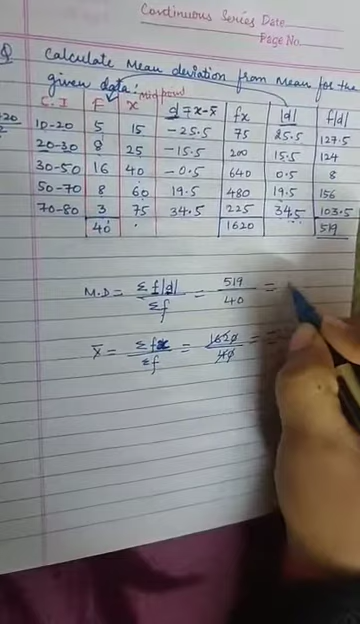 Continuous Series Date
Page No.
Q Calculate Mean deviation from Mean for the
given data:
C.I F x midpoint d=x-x̄ fx |d| f|d|
10-20 5 15 -25.5 75 25.5 127.5
20-30 8 25 -15.5 200 15.5 124
30-50 16 40 -0.5 640 0.5 8
50-70 8 60 19.5 480 19.5 156
70-80 3 75 34.5 225 34.5 103.5
40 1620 519
M.D = Σf|d| / Σf = 519 / 40 =
x̄ = Σfx / Σf = 1620 / 40 =